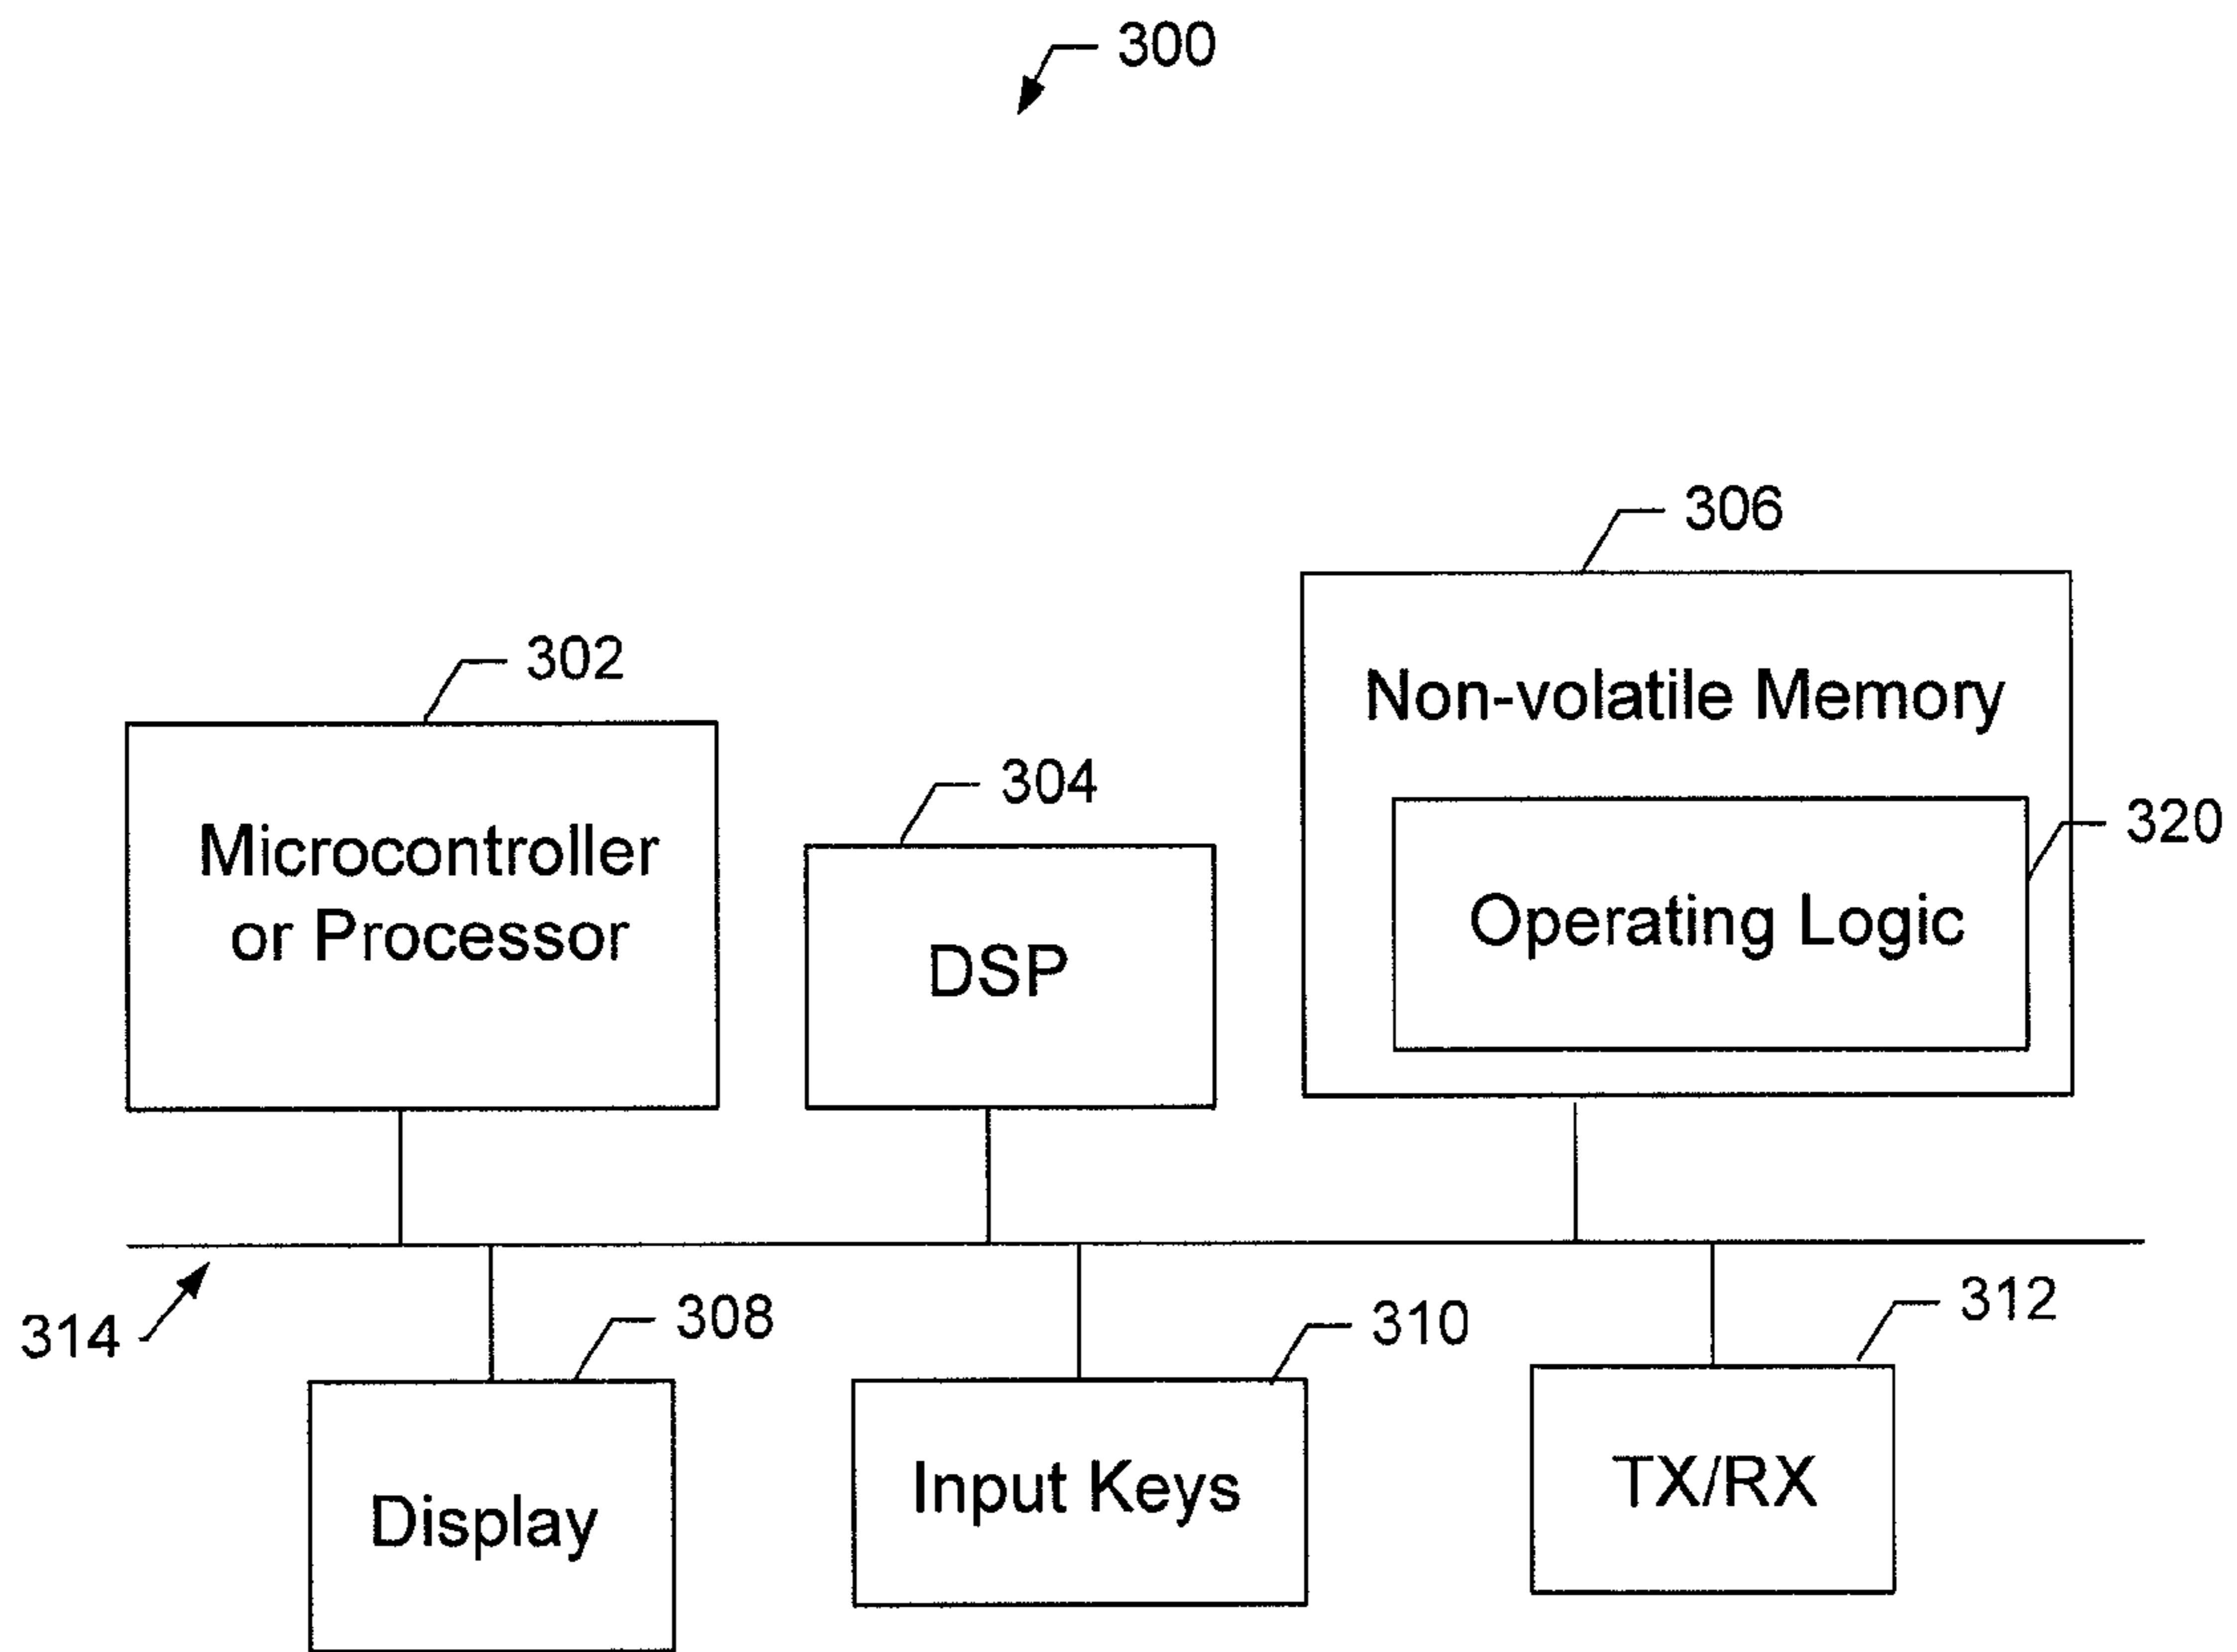 300
306
302
Non-volatile Memory
304
320
Microcontroller
or Processor
Operating Logic
DSP
314
308
310
312
Display
Input Keys
TX/RX